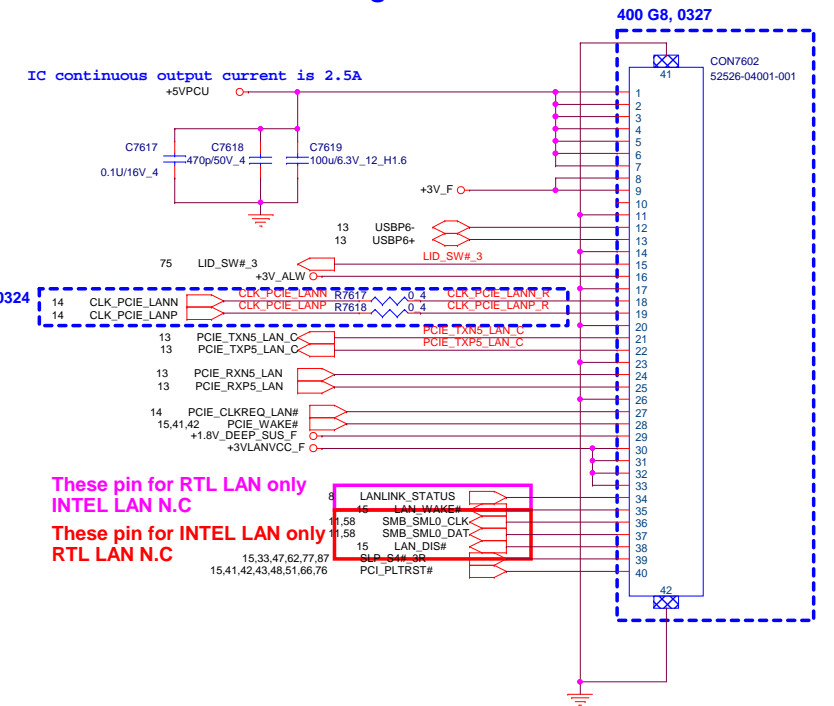 400 G8, 0327
CON7602
52526-04001-001
41
IC continuous output current is 2.5A
+5VPCU
C7617
0.1U/16V_4
C7618
470p/50V_4
C7619
100u/6.3V_12_H1.6
1
2
3
4
5
6
7
8
+3V_F 9
10
11
13 USBP6- 12
13 USBP6+ 13
14
75 LID_SW#_3 LID_SW#_3 15
+3V_ALW 16
17
0324
14 CLK_PCIE_LANN CLK_PCIE_LANN R7617 0_4 CLK_PCIE_LANN_R 18
14 CLK_PCIE_LANP CLK_PCIE_LANP R7618 0_4 CLK_PCIE_LANP_R 19
20
13 PCIE_TXN5_LAN_C PCIE_TXN5_LAN_C 21
13 PCIE_TXP5_LAN_C PCIE_TXP5_LAN_C 22
23
13 PCIE_RXN5_LAN 24
13 PCIE_RXP5_LAN 25
26
14 PCIE_CLKREQ_LAN# 27
15,41,42 PCIE_WAKE# 28
+1.8V_DEEP_SUS_F 29
+3VLANVCC_F 30
31
32
33
These pin for RTL LAN only
INTEL LAN N.C
8 LANLINK_STATUS 34
15 LAN_WAKE# 35
These pin for INTEL LAN only
RTL LAN N.C
11,58 SMB_SML0_CLK 36
11,58 SMB_SML0_DAT 37
15 LAN_DIS# 38
15,33,47,62,77,87 SLP_S4#_3R 39
15,41,42,43,48,51,66,76 PCI_PLTRST# 40
42